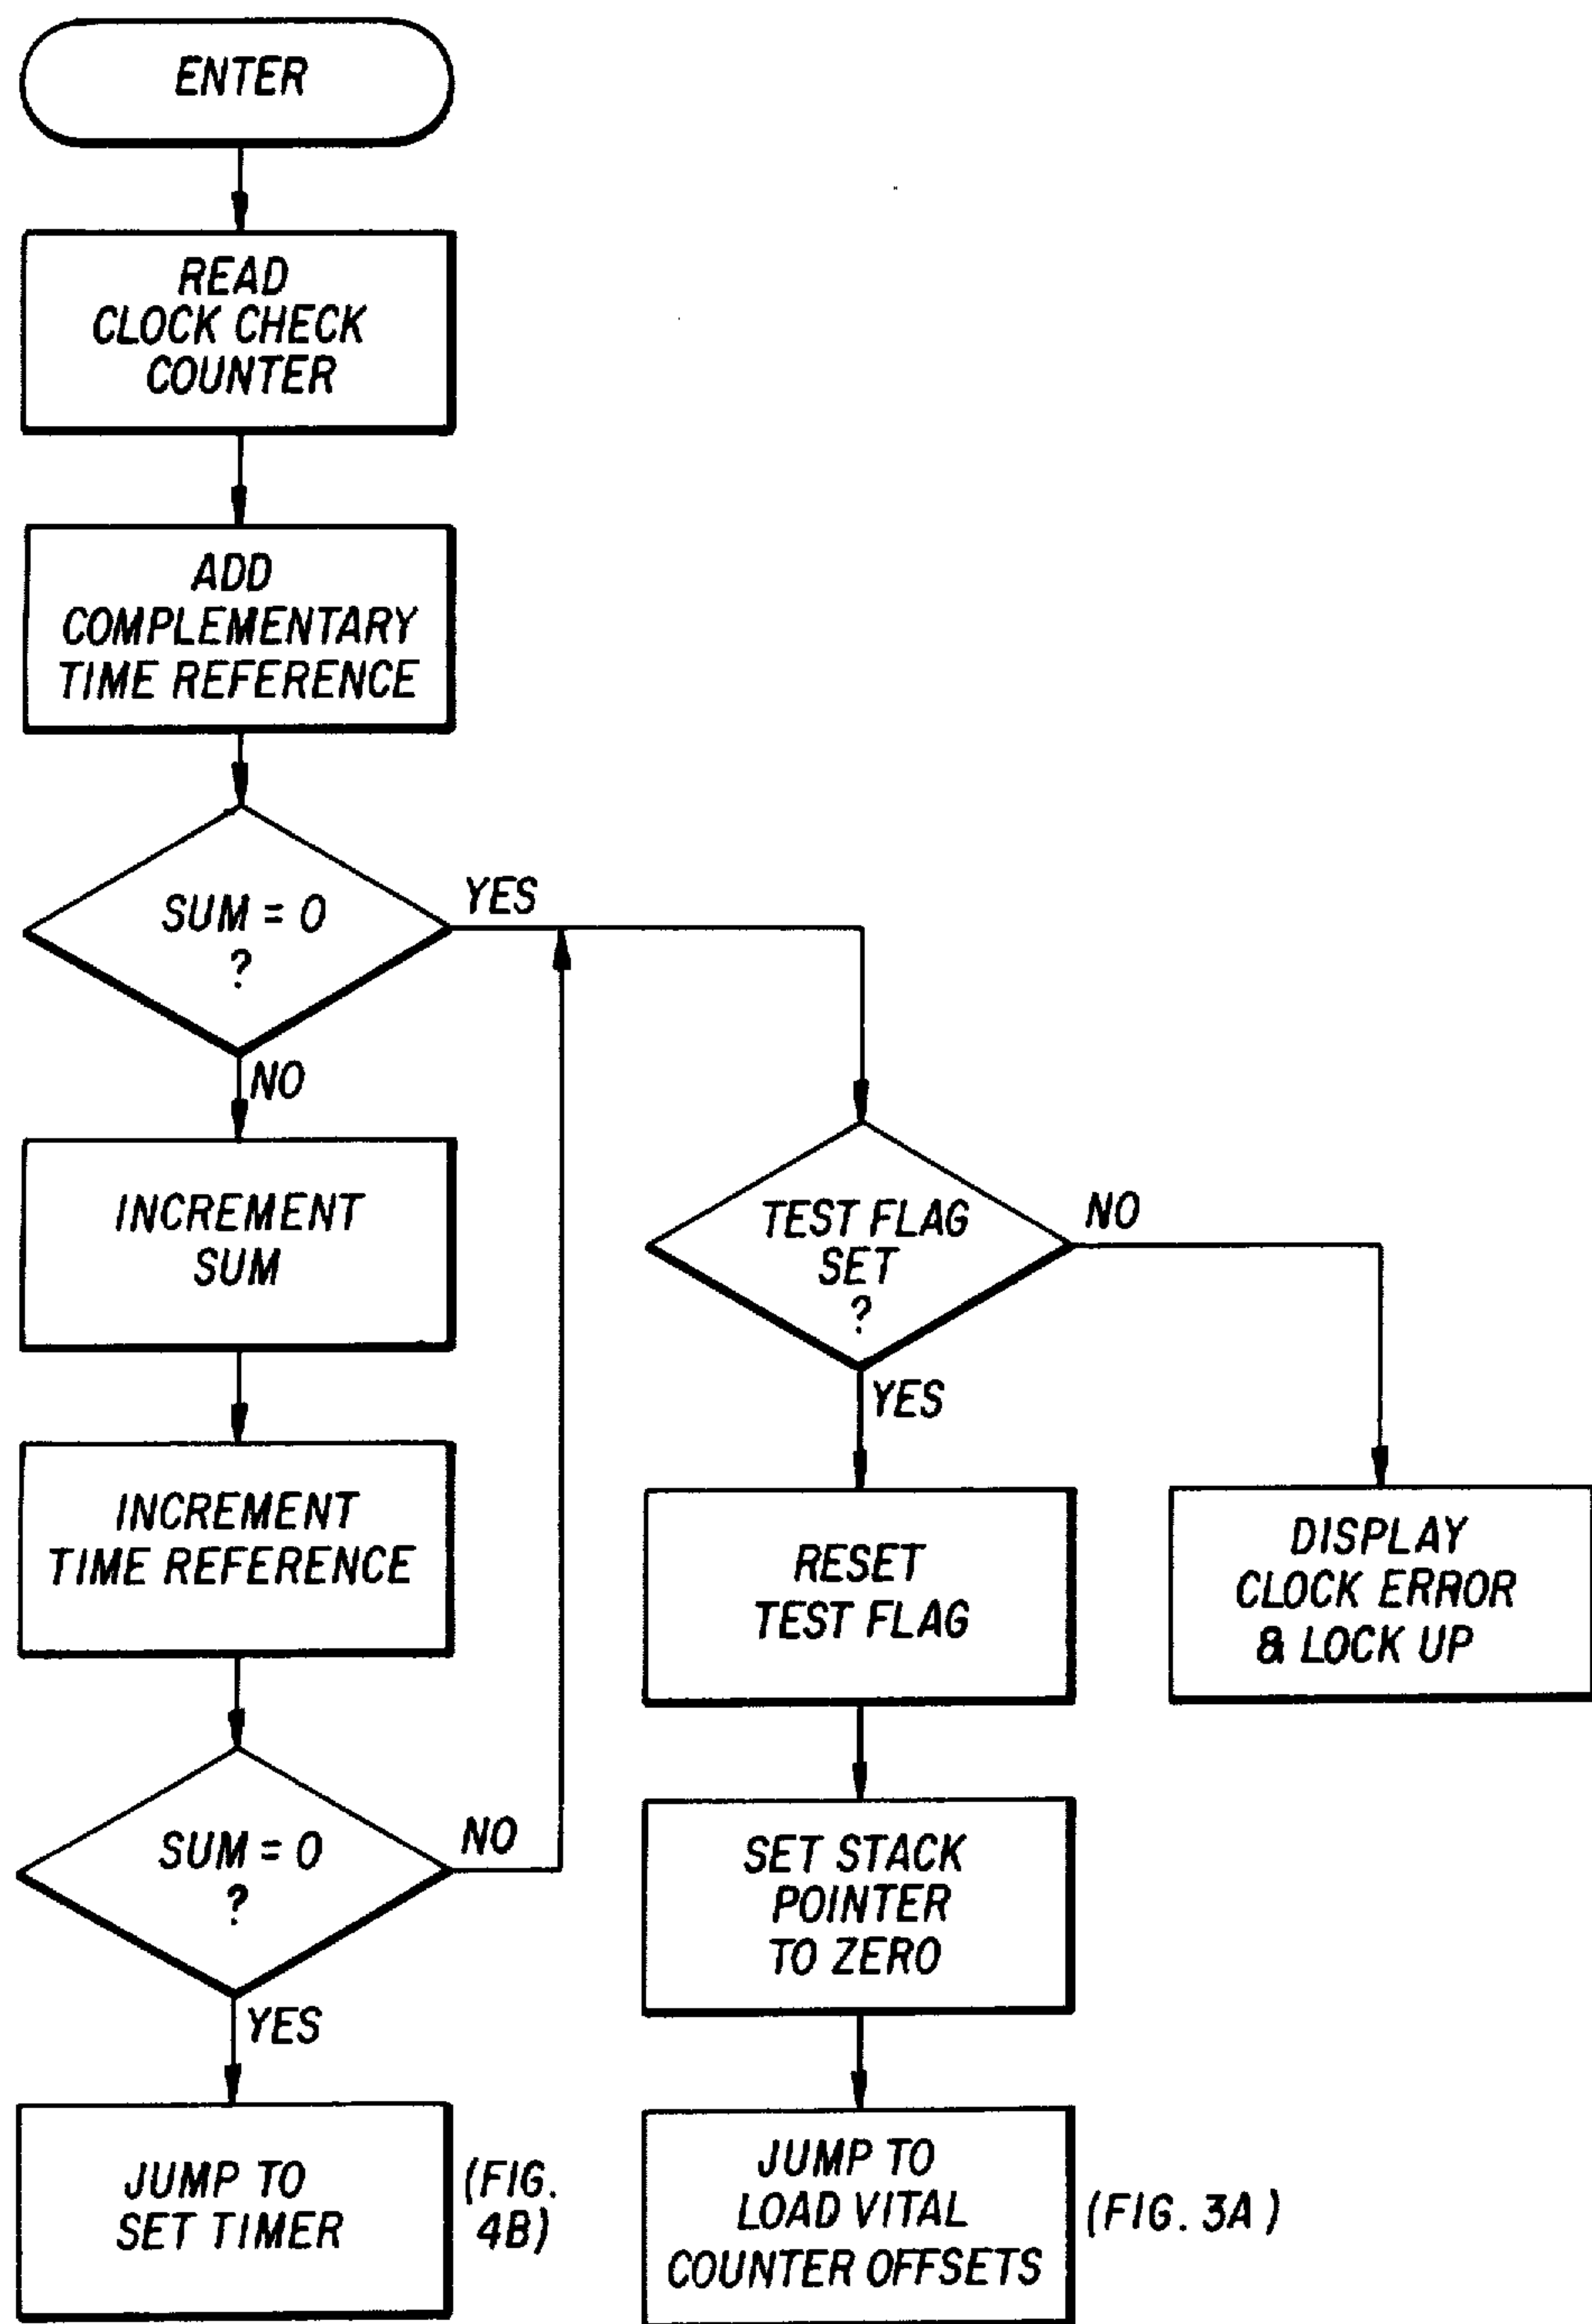 ENTER
READ
CLOCK CHECK
COUNTER
ADD
COMPLEMENTARY
TIME REFERENCE
SUM = 0
?
YES
NO
INCREMENT
SUM
INCREMENT
TIME REFERENCE
SUM = 0
?
NO
YES
JUMP TO
SET TIMER
(FIG.
4B)
TEST FLAG
SET
?
NO
YES
RESET
TEST FLAG
SET STACK
POINTER
TO ZERO
JUMP TO
LOAD VITAL
COUNTER OFFSETS
(FIG. 3A)
DISPLAY
CLOCK ERROR
& LOCK UP